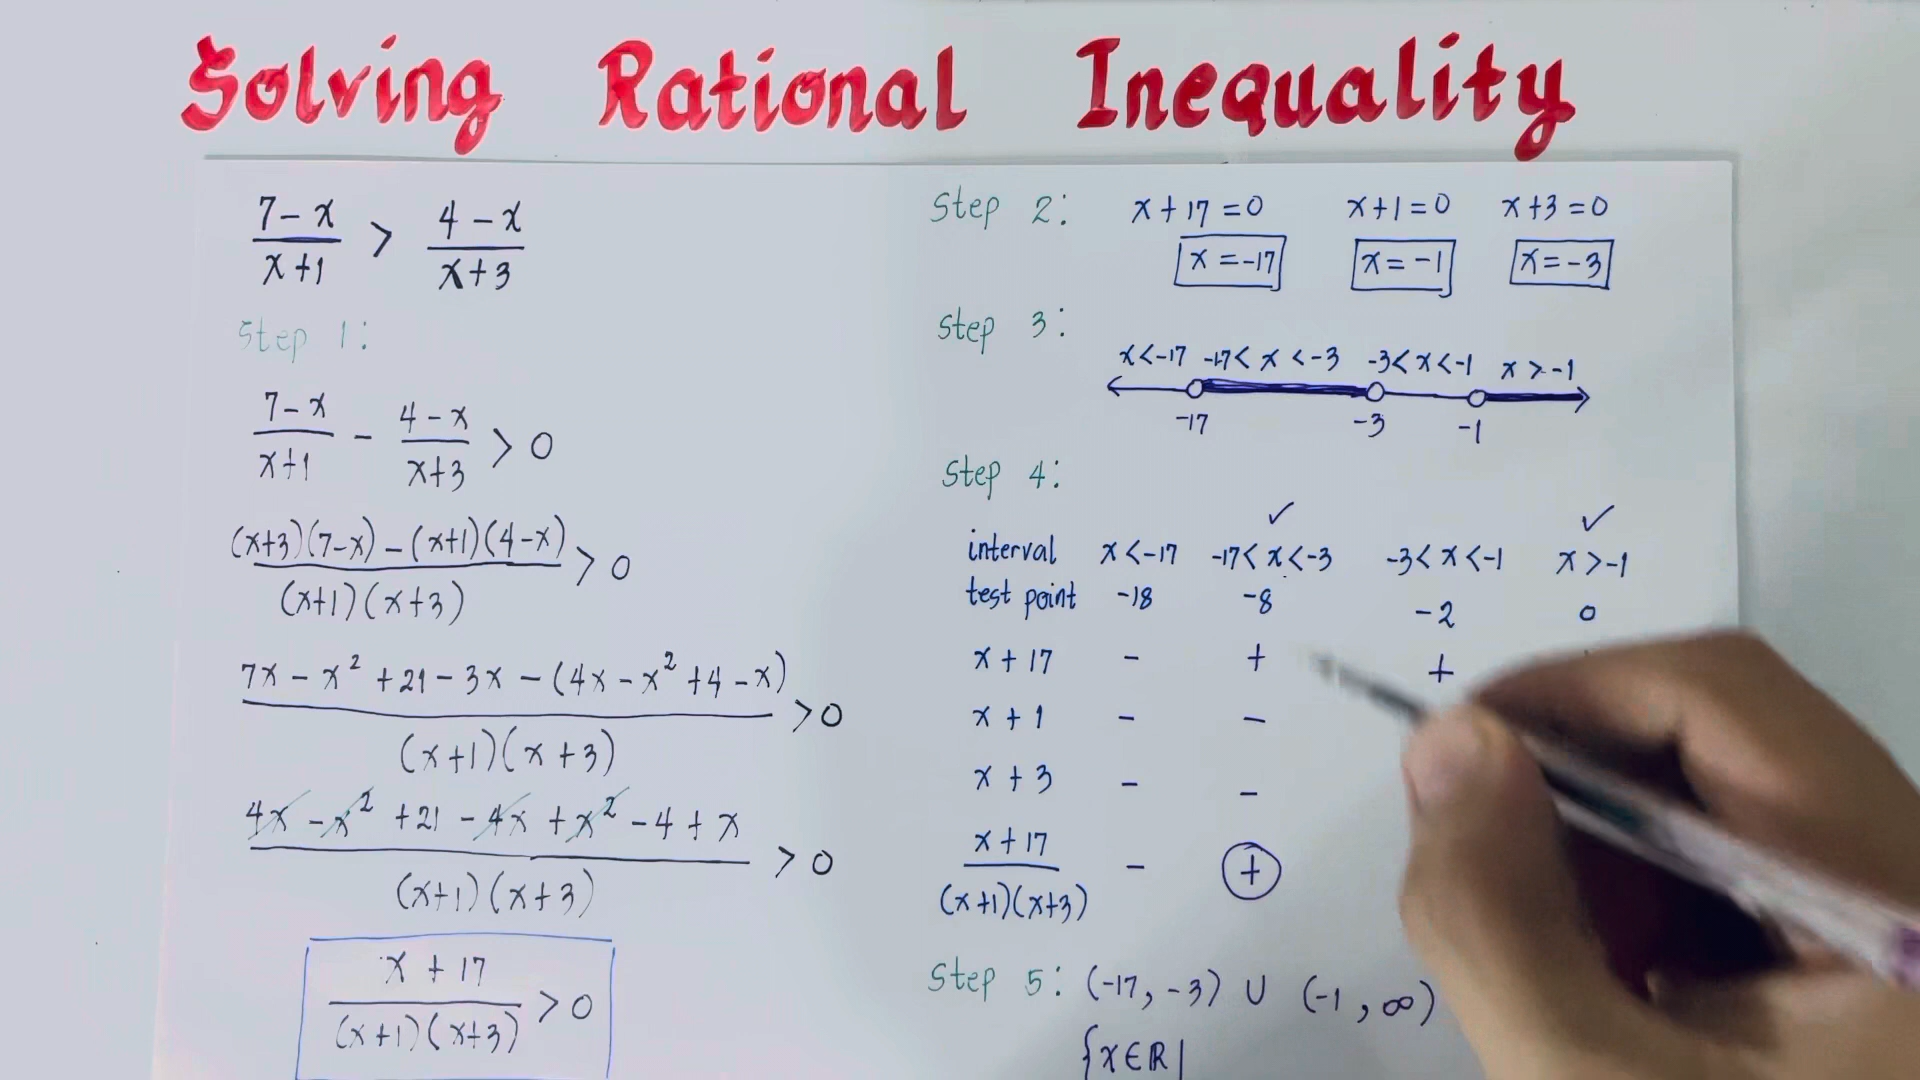 Solving Rational Inequality
7-x / x+1 > 4-x / x+3
Step 1:
7-x / x+1 - 4-x / x+3 > 0
(x+3)(7-x)-(x+1)(4-x) / (x+1)(x+3) > 0
7x-x²+21-3x-(4x-x²+4-x) / (x+1)(x+3) > 0
4x-x²+21-4x+x²-4+x / (x+1)(x+3) > 0
x+17 / (x+1)(x+3) > 0
Step 2: x+17=0 x+1=0 x+3=0
x=-17 x=-1 x=-3
Step 3:
x<-17 -17<x<-3 -3<x<-1 x>-1
-17 -3 -1
Step 4:
✓ ✓
interval x<-17 -17<x<-3 -3<x<-1 x>-1
test point -18 -8 -2 0
x+17 - + +
x+1 - -
x+3 - -
x+17 / (x+1)(x+3) - +
Step 5: (-17,-3) ∪ (-1,∞)
{x∈ℝ|